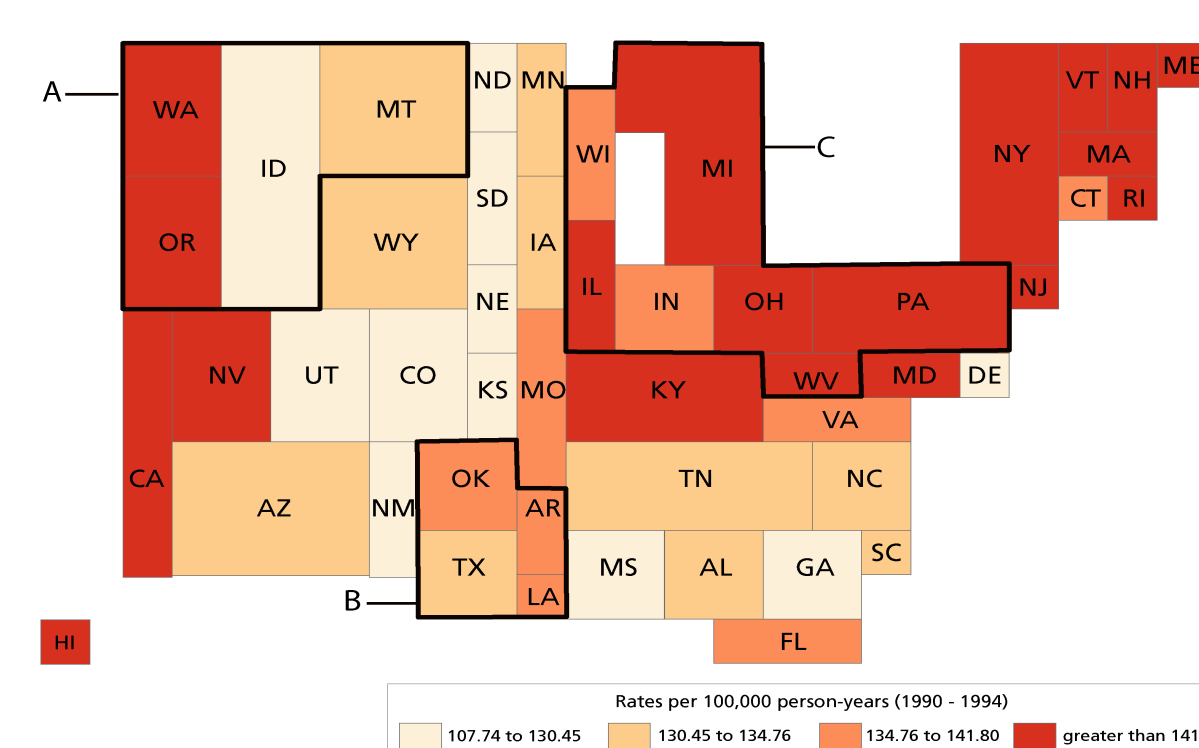 A
WA
ID
MT
ND
MN
WI
MI
C
NY
VT
NH
ME
MA
CT
RI
OR
WY
SD
IA
NE
IL
IN
OH
PA
NJ
NV
UT
CO
KS
MO
KY
WV
MD
DE
VA
CA
AZ
NM
OK
AR
TN
NC
TX
LA
MS
AL
GA
SC
B
HI
FL
Rates per 100,000 person-years (1990 - 1994)
107.74 to 130.45
130.45 to 134.76
134.76 to 141.80
greater than 141